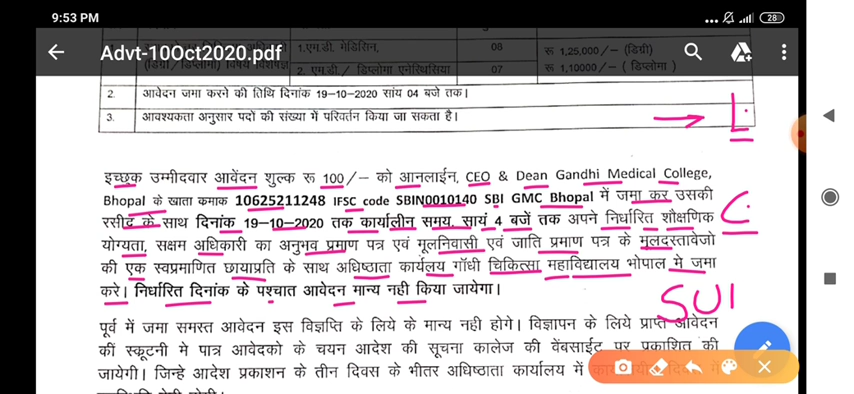 9:53 PM
28
Advt-10Oct2020.pdf
(डिग्री/डिप्लोमा) विषय विशेषज्ञ 1.एम.डी. मेडिसिन, 08 रू 1,25,000/– (डिग्री)
2. एम.डी./ डिप्लोमा एनेस्थिसिया 07 रू 1,10000/– ( डिप्लोमा )
2. आवेदन जमा करने की तिथि दिनांक 19-10-2020 सांय 04 बजे तक।
3. आवश्यकता अनुसार पदों की संख्या में परिवर्तन किया जा सकता है।
L
इच्छुक उम्मीदवार आवेदन शुल्क रू 100/– को आनलाईन, CEO & Dean Gandhi Medical College,
Bhopal के खाता कमाक 10625211248 IFSC code SBIN0010140 SBI GMC Bhopal में जमा कर उसकी
रसीद के साथ दिनांक 19-10-2020 तक कार्यालीन समय, सायं 4 बजें तक अपने निर्धारित शौक्षणिक
C
योग्यता, सक्षम अधिकारी का अनुभव प्रमाण पत्र एवं मूलनिवासी एवं जाति प्रमाण पत्र के मुलदस्तावेजो
की एक स्वप्रमाणित छायाप्रति के साथ अधिष्ठाता कार्यलय गॉधी चिकित्सा महाविद्यालय भोपाल मे जमा
करे। निर्धारित दिनांक के पश्चात आवेदन मान्य नही किया जायेगा।
SUI
पूर्व में जमा समस्त आवेदन इस विज्ञप्ति के लिये के मान्य नही होगे। विज्ञापन के लिये प्राप्त आवेदन
की स्कूटनी मे पात्र आवेदको के चयन आदेश की सूचना कालेज की वेंबसाईट पर प्रकाशित की
जायेगी। जिन्हे आदेश प्रकाशन के तीन दिवस के भीतर अधिष्ठाता कार्यालय में